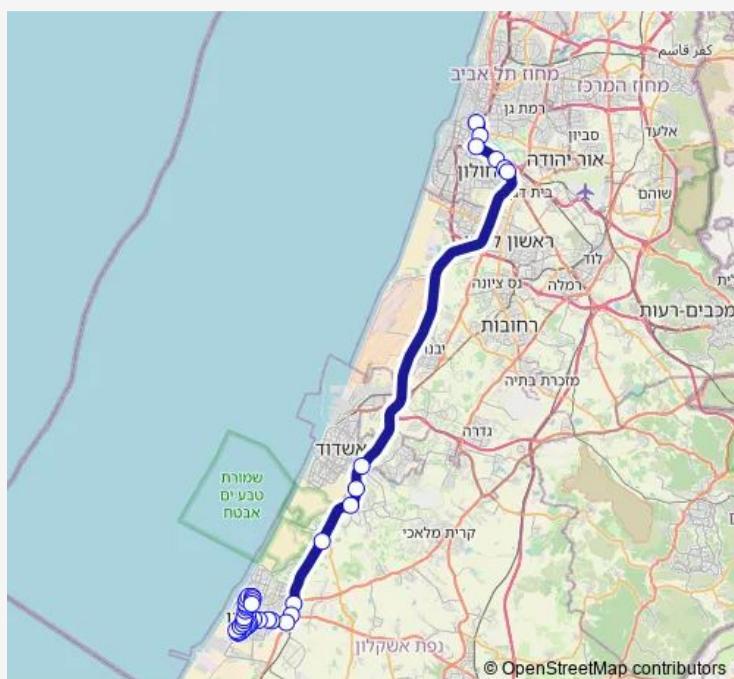 כפר קאסם
מחוז תל אביב
מחוז המרכז
רמת גן
אלעד
סביון
אור יהודה
חולון
שוהם
בית דגן
ראשון
לוד
נס ציונה
רמלה
מכבים-רעות
רחובות
יבנה
מזכרת בתיה
גדרה
אשדוד
שמורת
טבע ים
אבטח
קרית מלאכי
נפת אשקלון
© OpenStreetMap contributors